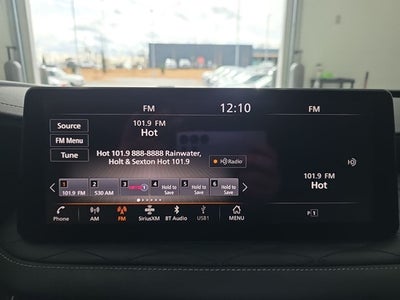 FM 12:10 FM
Source
101.9 FM
Hot
FM Menu
Tune
Hot 101.9 888-8888 Rainwater,
Holt & Sexton Hot 101.9
Radio
1 101.9 FM
2 530 AM
3
4 Hold to Save
5 Hold to Save
6 Hold to Save
101.9 FM
Hot
P 1
Phone AM FM SiriusXM BT Audio USB1 MENU